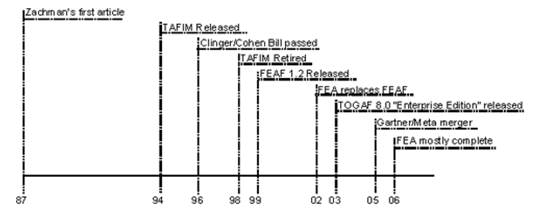 Zachman's first article
TAFIM Released
Clinger/Cohen Bill passed
TAFIM Retired
FEAF 1.2 Released
FEA replaces FEAF
TOGAF 8.0 "Enterprise Edition" released
Gartner/Meta merger
FEA mostly complete
87 94 96 98 99 02 03 05 06